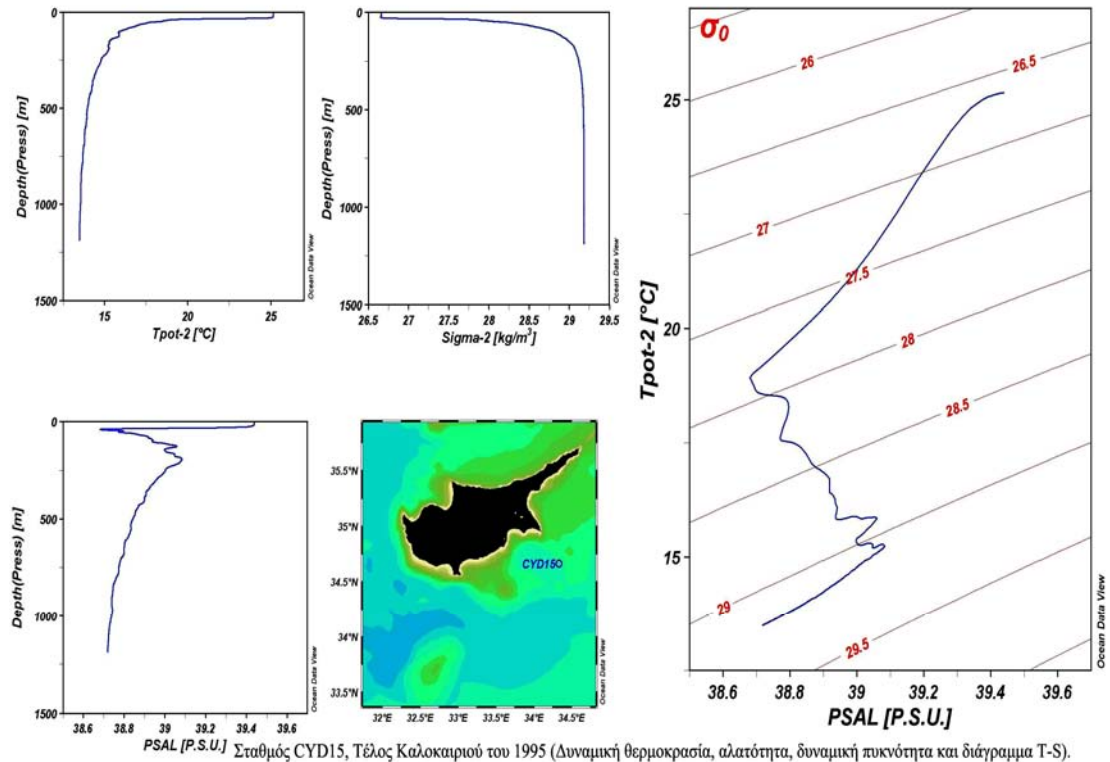 0
500
1000
1500
Depth(Press) [m]
15
20
25
Tpot-2 [°C]
Ocean Data View
0
500
1000
1500
Depth(Press) [m]
26.5
27
27.5
28
28.5
29
29.5
Sigma-2 [kg/m³]
Ocean Data View
σ₀
26
26.5
27
27.5
28
28.5
29
29.5
25
20
15
Tpot-2 [°C]
38.6
38.8
39
39.2
39.4
39.6
PSAL [P.S.U.]
Ocean Data View
0
500
1000
1500
Depth(Press) [m]
38.6
38.8
39
39.2
39.4
39.6
PSAL [P.S.U.]
Ocean Data View
35.5°N
35°N
34.5°N
34°N
33.5°N
CYD15
32°E
32.5°E
33°E
33.5°E
34°E
34.5°E
Ocean Data View
Σταθμός CYD15, Τέλος Καλοκαιριού του 1995 (Δυναμική θερμοκρασία, αλατότητα, δυναμική πυκνότητα και διάγραμμα T-S).